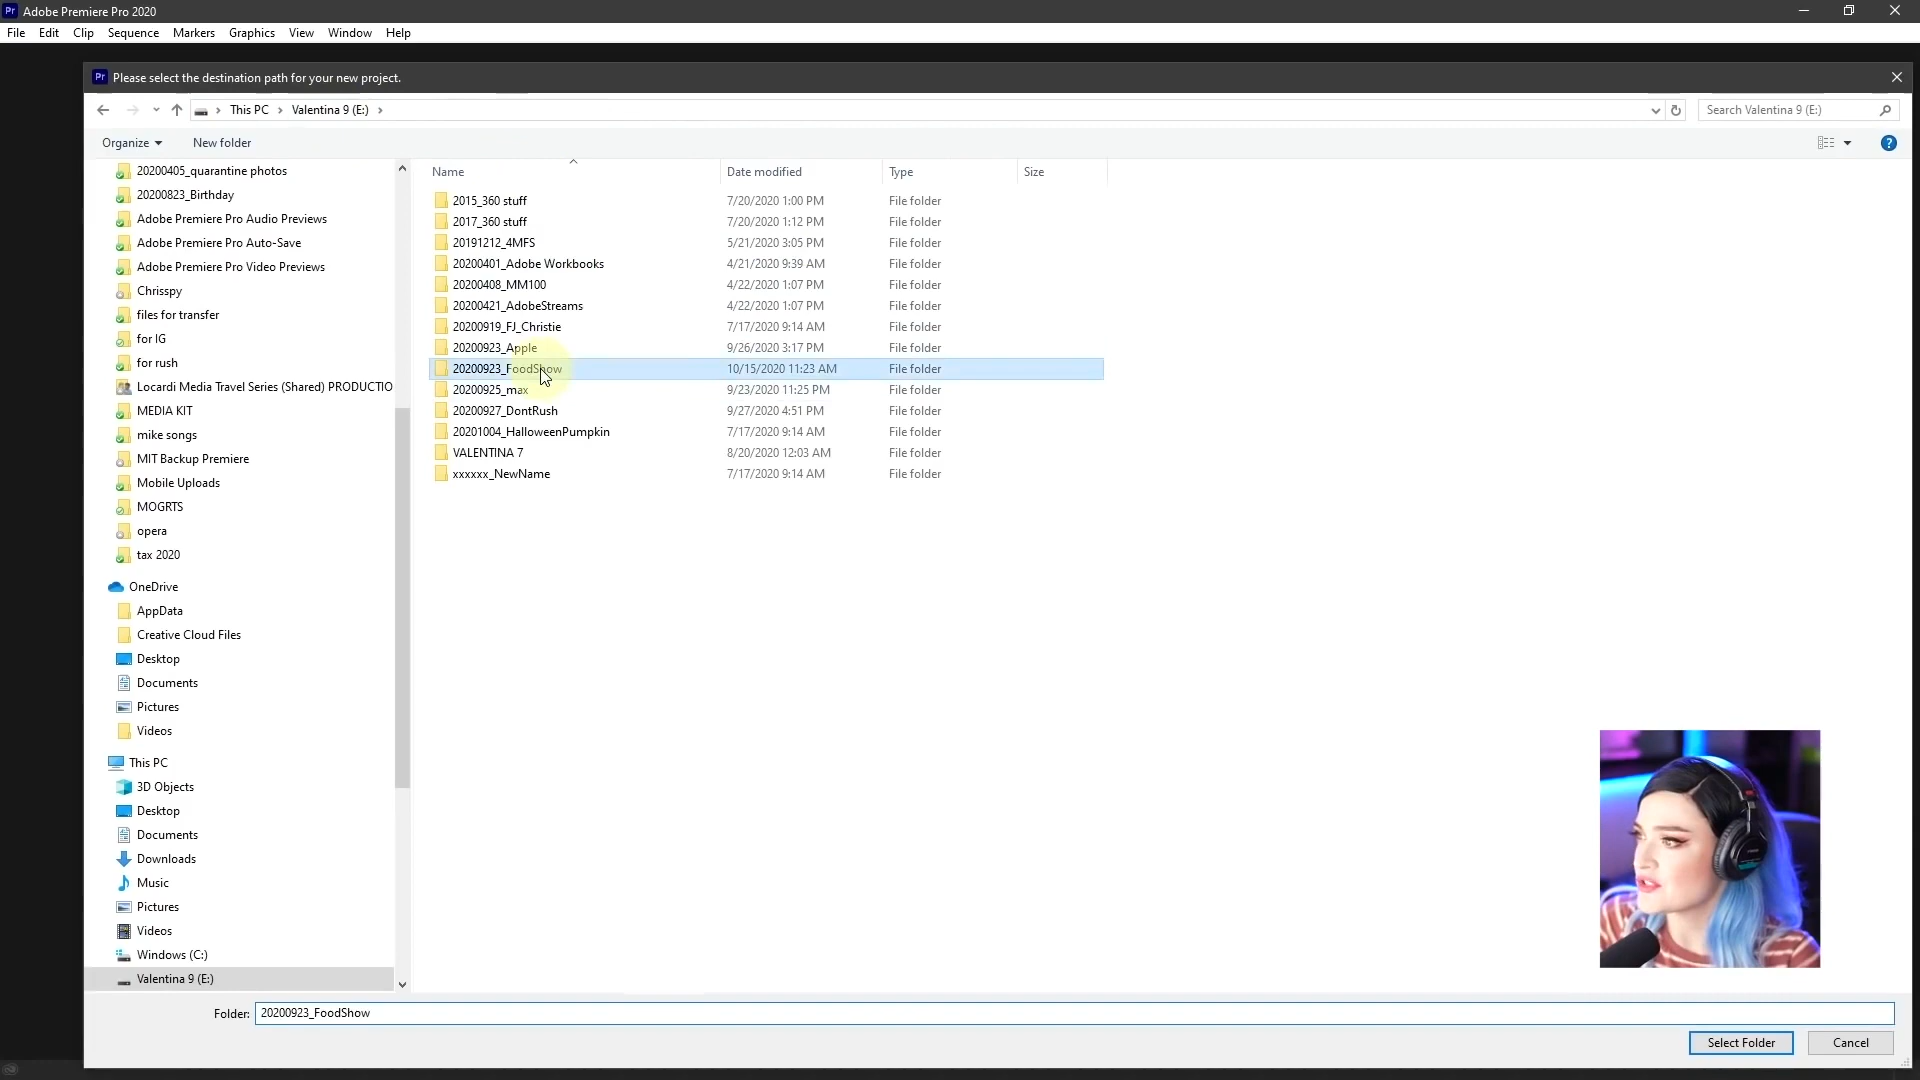 Pr Adobe Premiere Pro 2020
File Edit Clip Sequence Markers Graphics View Window Help
Pr Please select the destination path for your new project.
This PC > Valentina 9 (E:) >
Search Valentina 9 (E:)
Organize New folder
?
20200405_quarantine photos
20200823_Birthday
Adobe Premiere Pro Audio Previews
Adobe Premiere Pro Auto-Save
Adobe Premiere Pro Video Previews
Chrisspy
files for transfer
for IG
for rush
Locardi Media Travel Series (Shared) PRODUCTIO
MEDIA KIT
mike songs
MIT Backup Premiere
Mobile Uploads
MOGRTS
opera
tax 2020
OneDrive
AppData
Creative Cloud Files
Desktop
Documents
Pictures
Videos
This PC
3D Objects
Desktop
Documents
Downloads
Music
Pictures
Videos
Windows (C:)
Valentina 9 (E:)
Name Date modified Type Size
2015_360 stuff 7/20/2020 1:00 PM File folder
2017_360 stuff 7/20/2020 1:12 PM File folder
20191212_4MFS 5/21/2020 3:05 PM File folder
20200401_Adobe Workbooks 4/21/2020 9:39 AM File folder
20200408_MM100 4/22/2020 1:07 PM File folder
20200421_AdobeStreams 4/22/2020 1:07 PM File folder
20200919_FJ_Christie 7/17/2020 9:14 AM File folder
20200923_Apple 9/26/2020 3:17 PM File folder
20200923_FoodShow 10/15/2020 11:23 AM File folder
20200925_max 9/23/2020 11:25 PM File folder
20200927_DontRush 9/27/2020 4:51 PM File folder
20201004_HalloweenPumpkin 7/17/2020 9:14 AM File folder
VALENTINA 7 8/20/2020 12:03 AM File folder
xxxxxx_NewName 7/17/2020 9:14 AM File folder
Folder: 20200923_FoodShow
Select Folder Cancel